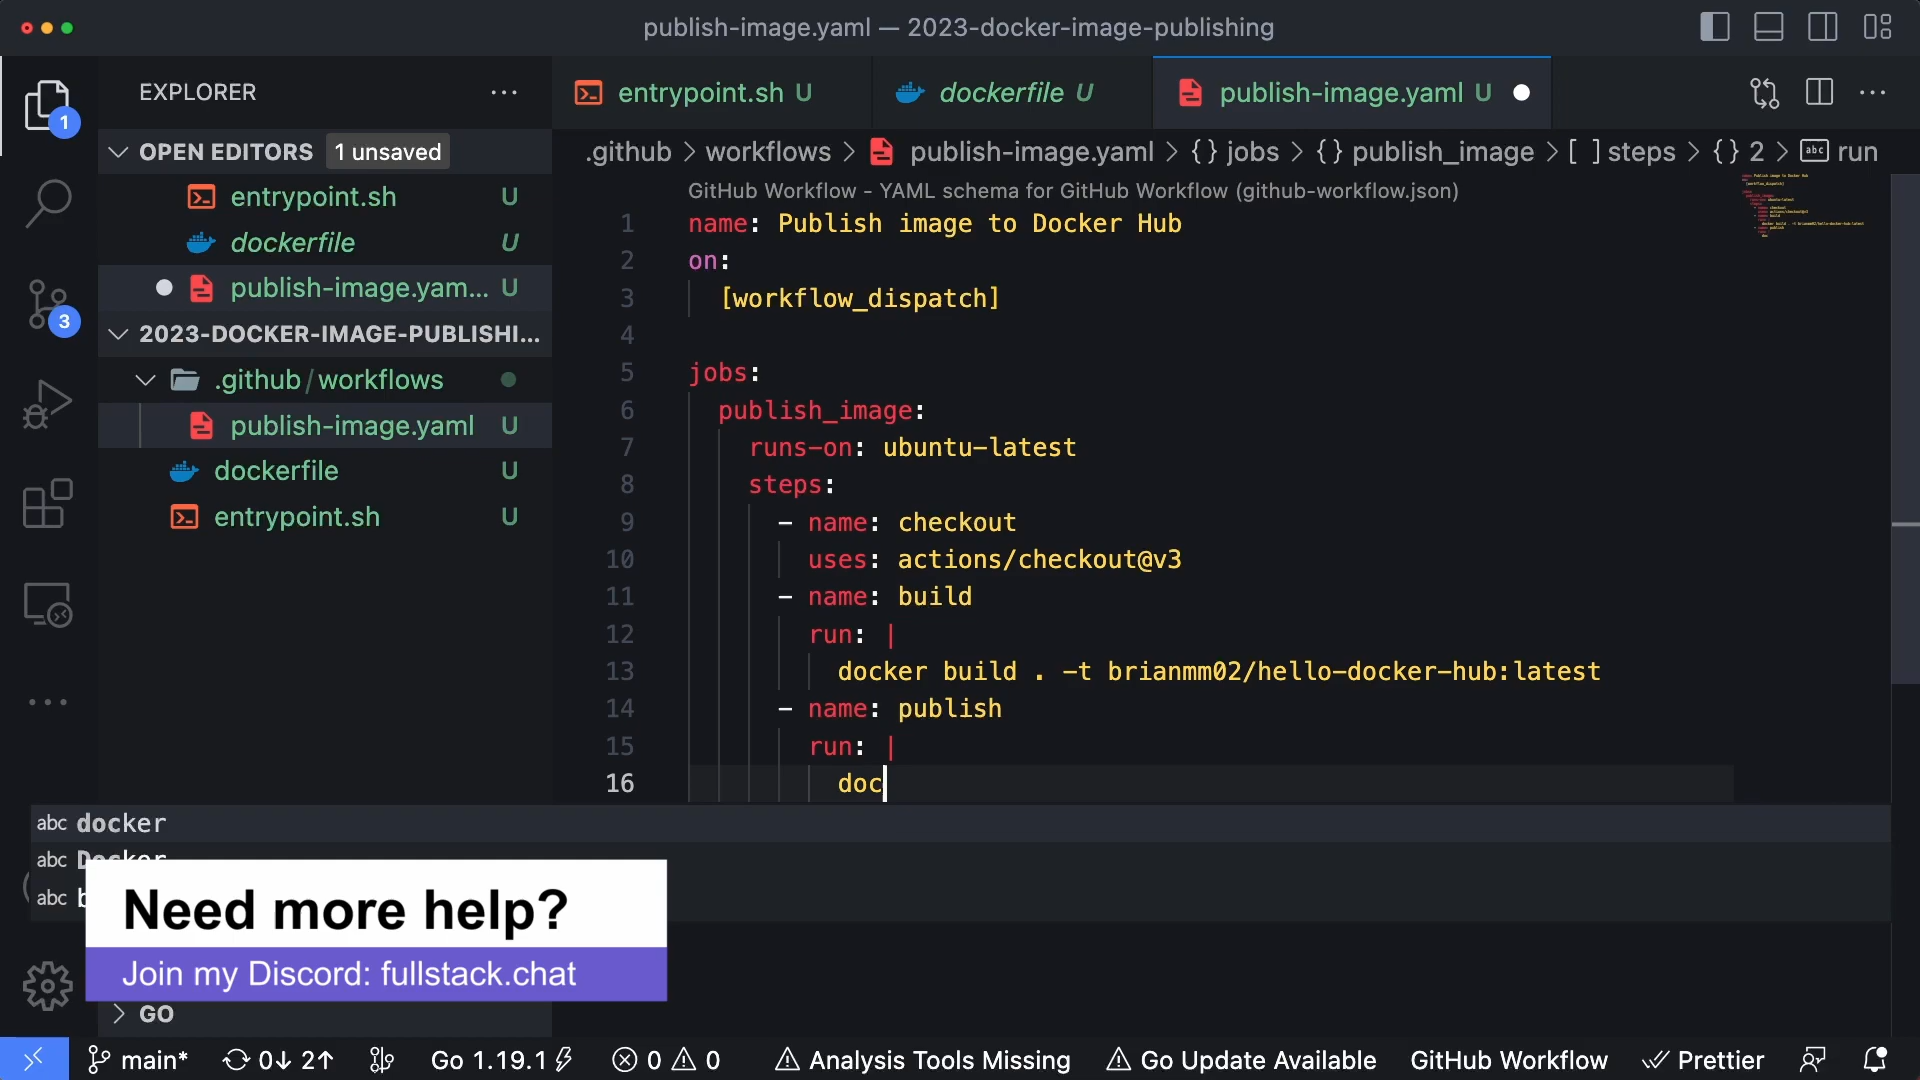 publish-image.yaml — 2023-docker-image-publishing
EXPLORER
entrypoint.sh U
dockerfile U
publish-image.yaml U
1
OPEN EDITORS 1 unsaved
.github > workflows > publish-image.yaml > {} jobs > {} publish_image > [ ] steps > {} 2 > abc run
entrypoint.sh U
dockerfile U
publish-image.yam... U
3
2023-DOCKER-IMAGE-PUBLISHI...
.github/workflows
publish-image.yaml U
dockerfile U
entrypoint.sh U
GitHub Workflow - YAML schema for GitHub Workflow (github-workflow.json)
1 name: Publish image to Docker Hub
2 on:
3 [workflow_dispatch]
4
5 jobs:
6 publish_image:
7 runs-on: ubuntu-latest
8 steps:
9 - name: checkout
10 uses: actions/checkout@v3
11 - name: build
12 run: |
13 docker build . -t brianmm02/hello-docker-hub:latest
14 - name: publish
15 run: |
16 doc
abc docker
abc Docker
abc
Need more help?
Join my Discord: fullstack.chat
GO
main* 0↓ 2↑ Go 1.19.1 0 0 Analysis Tools Missing Go Update Available GitHub Workflow Prettier